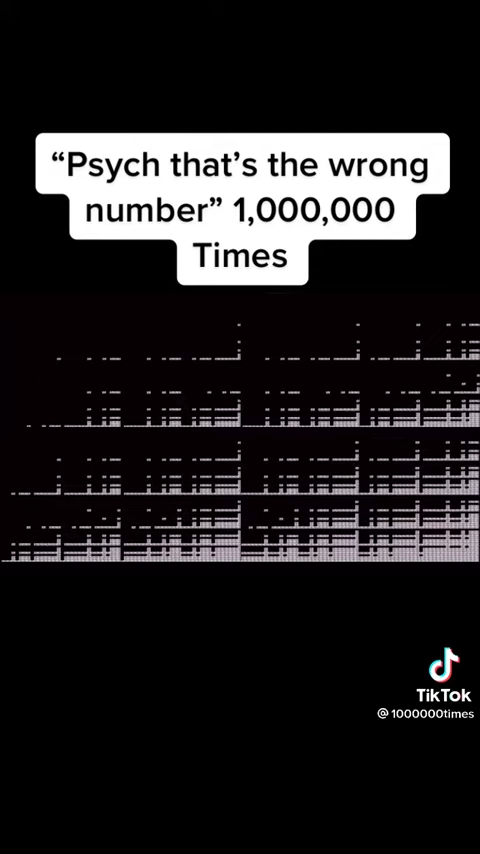 “Psych that’s the wrong
number” 1,000,000
Times
TikTok
@ 1000000times